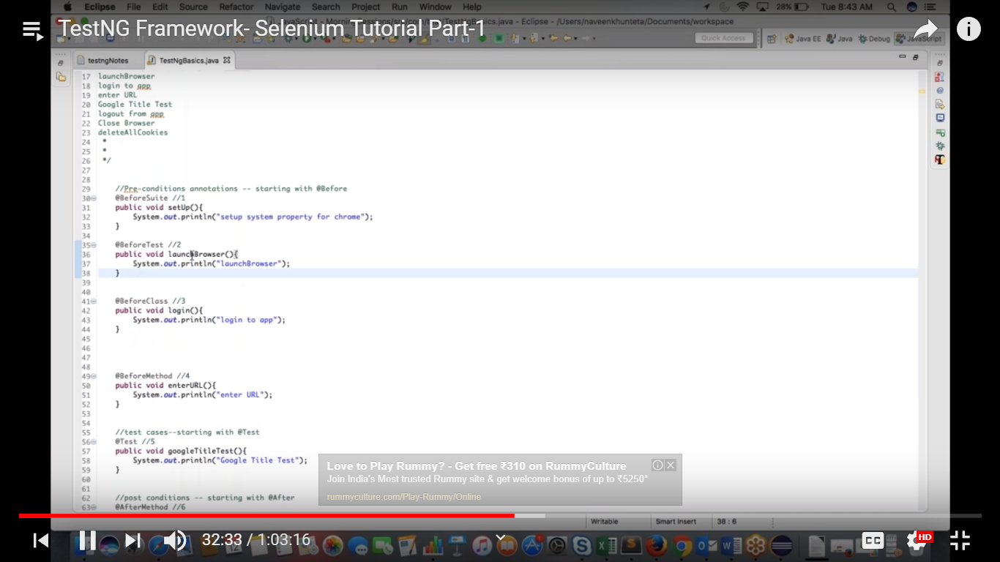 Eclipse File Edit Source Refactor Navigate Search Project Run Window Help 28% Tue 8:43 AM
TestNG Framework- Selenium Tutorial Part-1
TestNgBasics.java - Eclipse - /Users/naveenkhunteta/Documents/workspace
Quick Access Java EE Java Debug JavaScript
testngNotes TestNgBasics.java
17 launchBrowser
18 login to app
19 enter URL
20 Google Title Test
21 logout from app
22 Close Browser
23 deleteAllCookies
24 *
25 *
26 */
27
28
29 //Pre-conditions annotations -- starting with @Before
30 @BeforeSuite //1
31 public void setUp(){
32 System.out.println("setup system property for chrome");
33 }
34
35 @BeforeTest //2
36 public void launchBrowser(){
37 System.out.println("launchBrowser");
38 }
39
40
41 @BeforeClass //3
42 public void login(){
43 System.out.println("login to app");
44 }
45
46
47
48
49 @BeforeMethod //4
50 public void enterURL(){
51 System.out.println("enter URL");
52 }
53
54
55 //test cases--starting with @Test
56 @Test //5
57 public void googleTitleTest(){
58 System.out.println("Google Title Test");
59 }
60
61
62 //post conditions -- starting with @After
63 @AfterMethod //6
Love to Play Rummy? - Get free ₹310 on RummyCulture
Join India's Most trusted Rummy site & get welcome bonus of up to ₹5250*
rummyculture.com/Play-Rummy/Online
Writable Smart Insert 38 : 6
32:33 / 1:03:16 CC HD